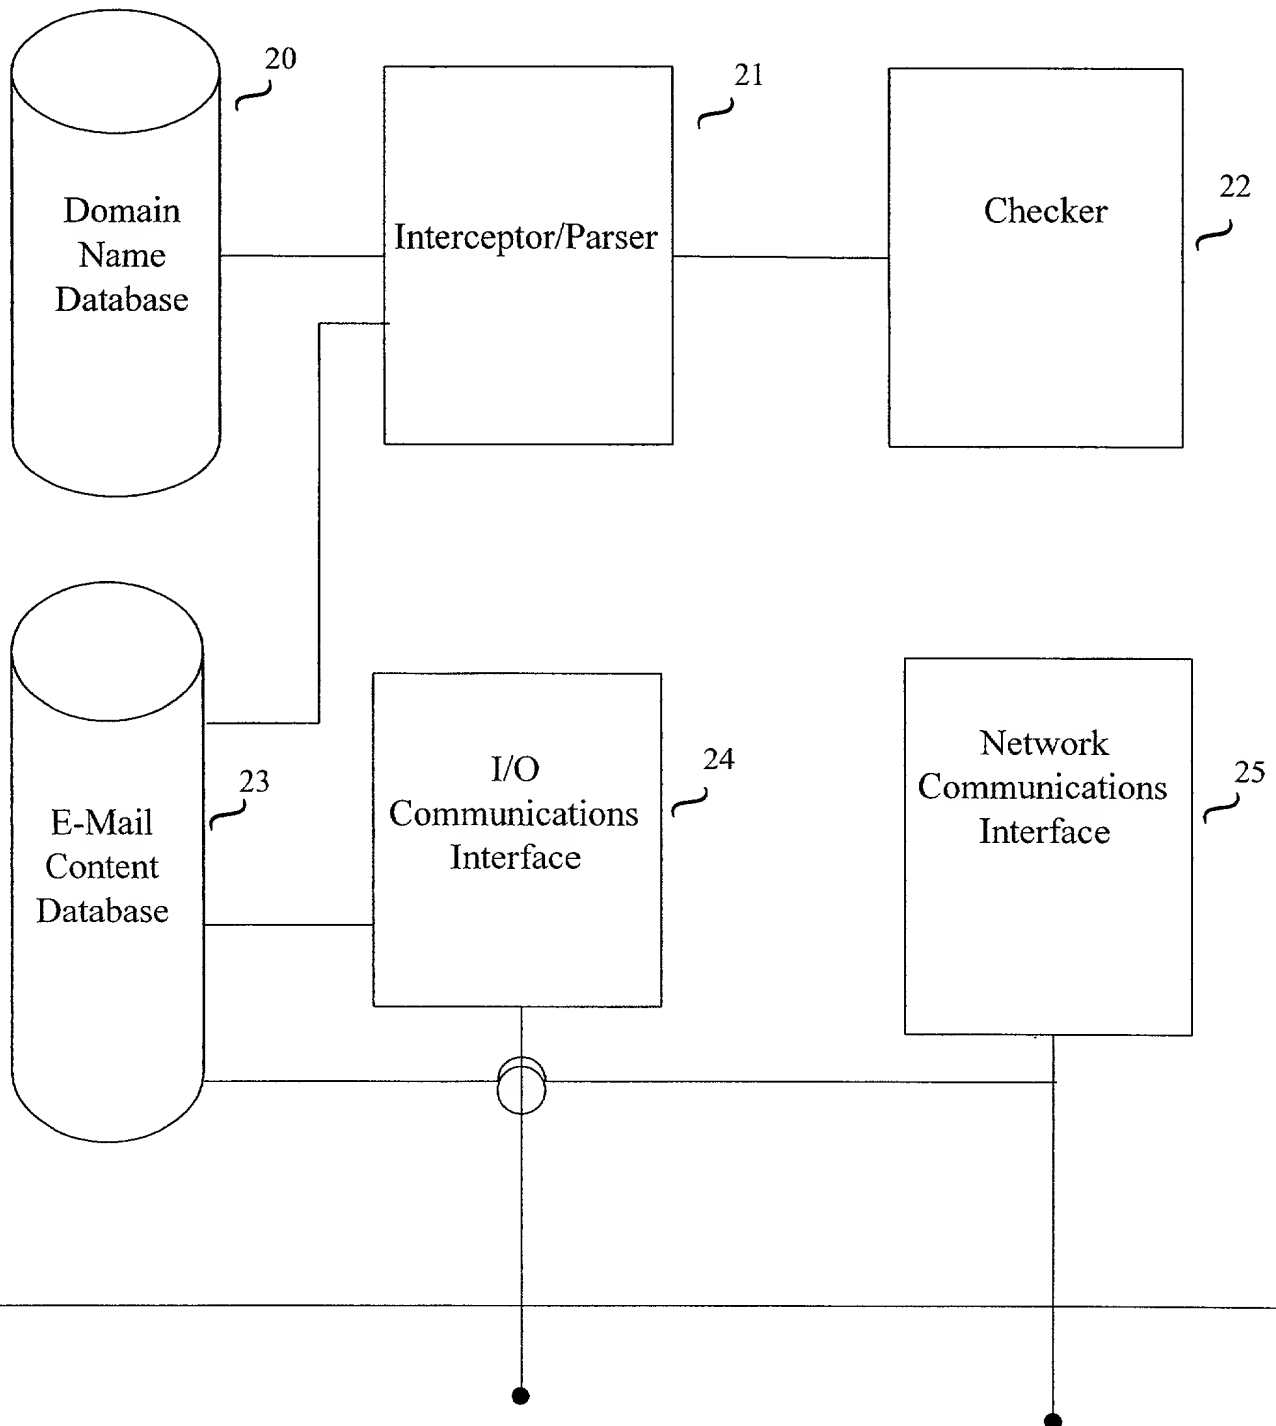 20
Domain
Name
Database
21
Interceptor/Parser
22
Checker
23
E-Mail
Content
Database
24
I/O
Communications
Interface
25
Network
Communications
Interface